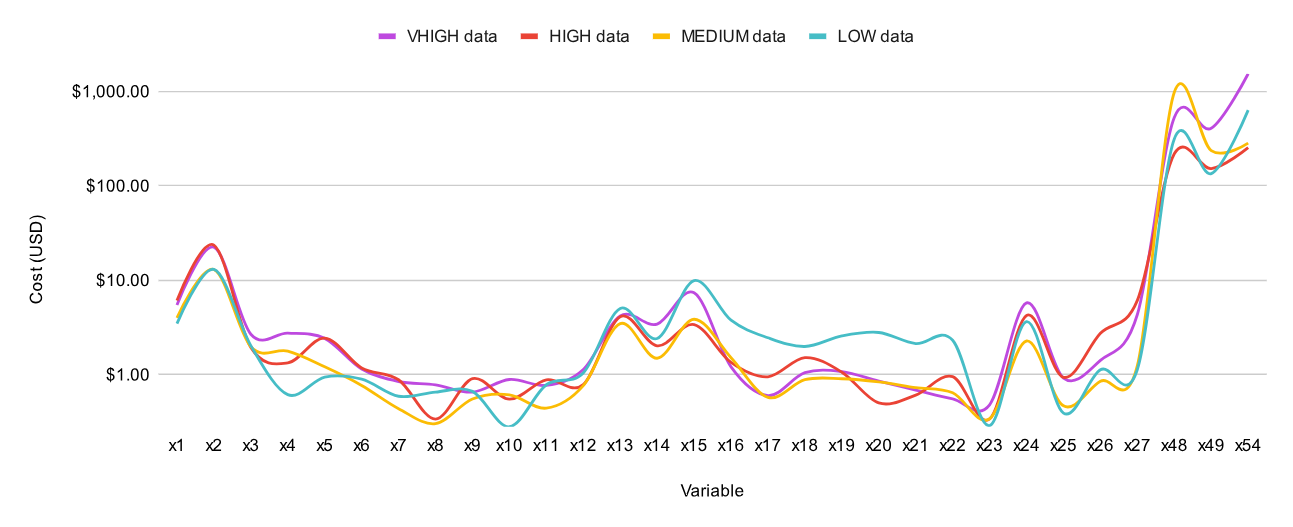 VHIGH data HIGH data MEDIUM data LOW data
$1,000.00
$100.00
$10.00
$1.00
Cost (USD)
x1 x2 x3 x4 x5 x6 x7 x8 x9 x10 x11 x12 x13 x14 x15 x16 x17 x18 x19 x20 x21 x22 x23 x24 x25 x26 x27 x48 x49 x54
Variable